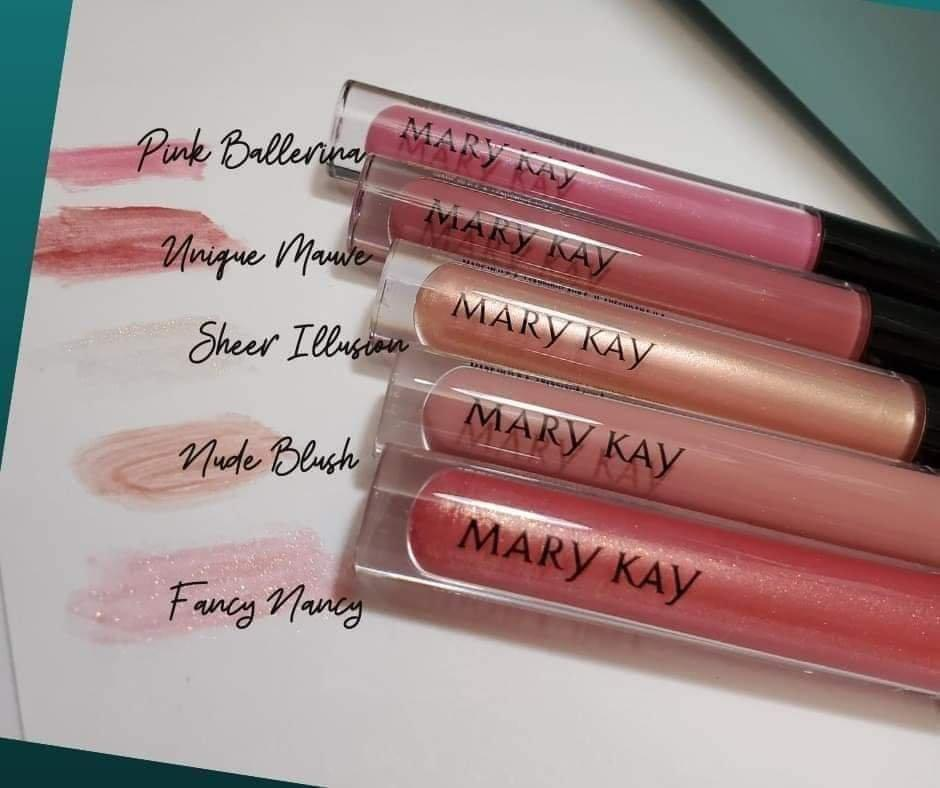 Pink Ballerina
MARY KAY
Unique Mauve
MARY KAY
Sheer Illusion
MARY KAY
Nude Blush
MARY KAY
Fancy Nancy
MARY KAY